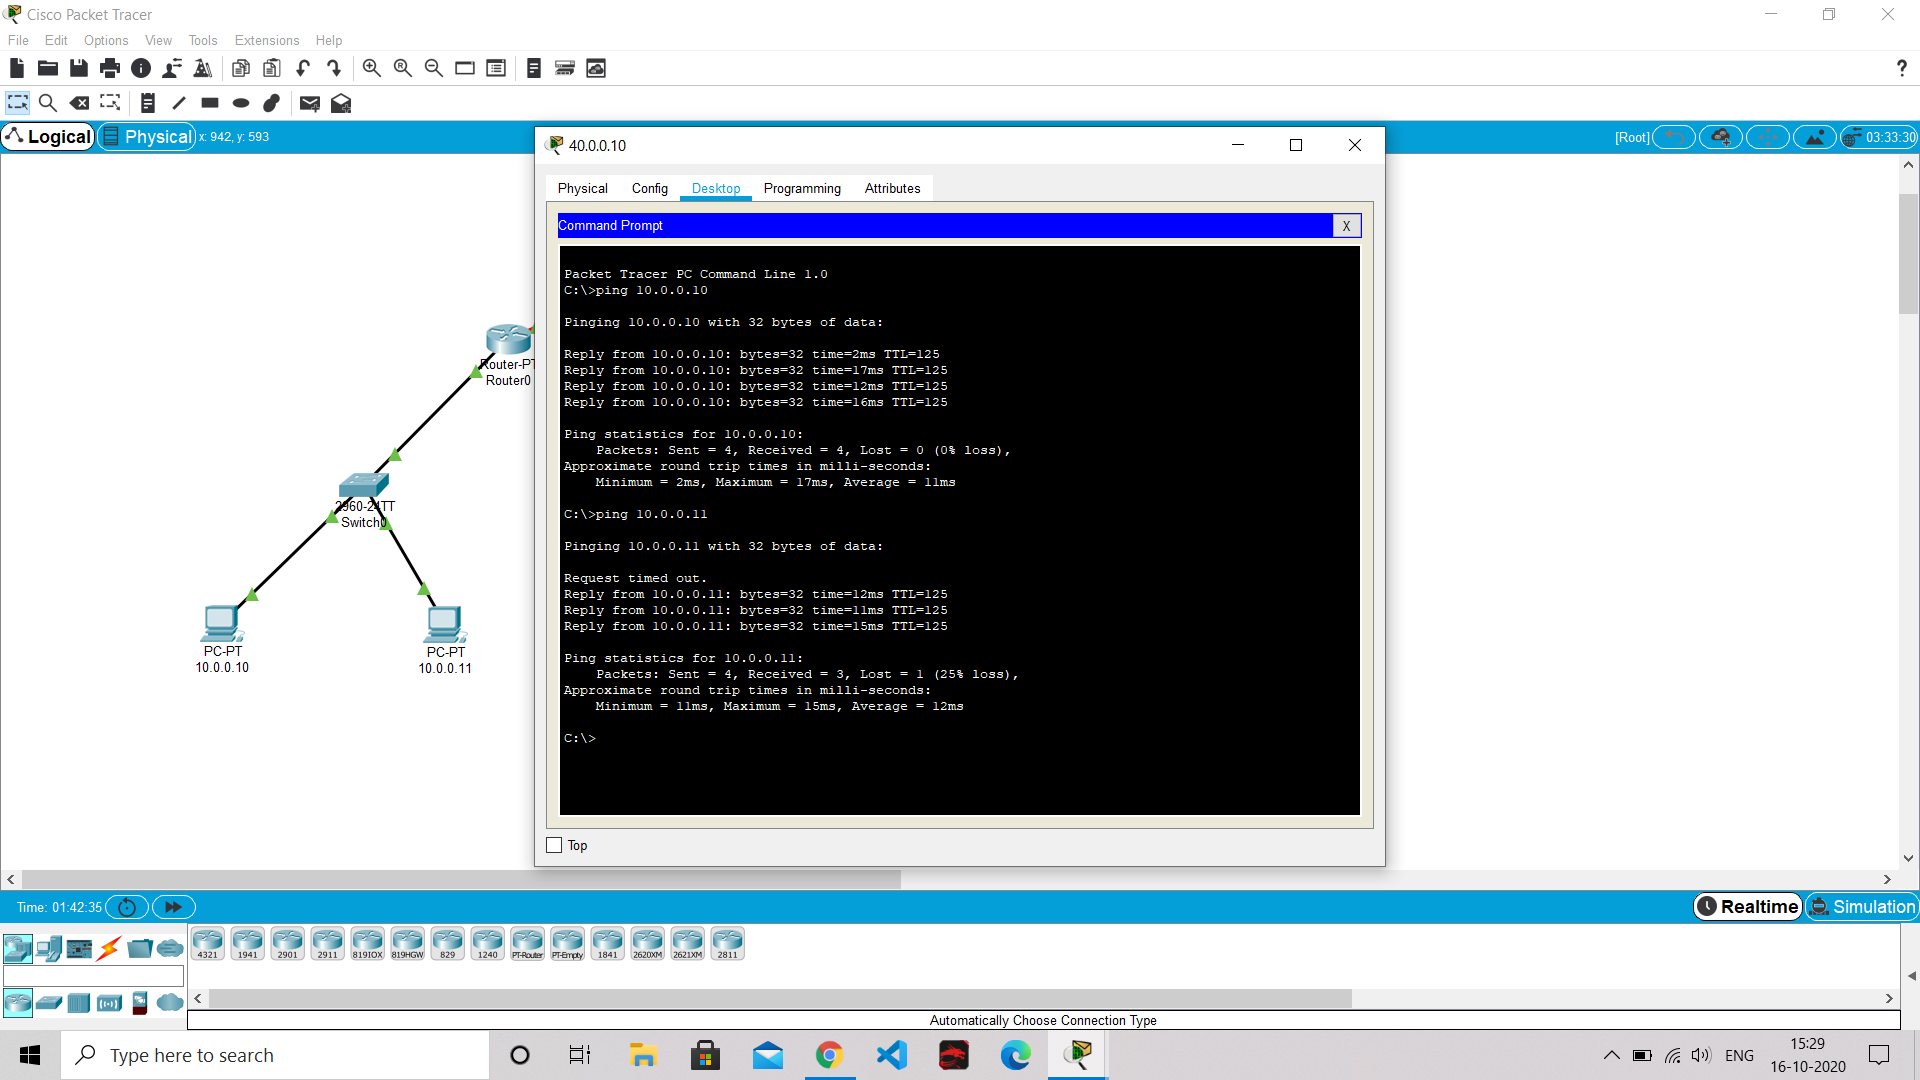 Cisco Packet Tracer
File Edit Options View Tools Extensions Help
?
Logical Physical x: 942, y: 593
[Root] 03:33:30
40.0.0.10
Physical Config Desktop Programming Attributes
Command Prompt X
Packet Tracer PC Command Line 1.0
C:\>ping 10.0.0.10
Pinging 10.0.0.10 with 32 bytes of data:
Reply from 10.0.0.10: bytes=32 time=2ms TTL=125
Reply from 10.0.0.10: bytes=32 time=17ms TTL=125
Reply from 10.0.0.10: bytes=32 time=12ms TTL=125
Reply from 10.0.0.10: bytes=32 time=16ms TTL=125
Ping statistics for 10.0.0.10:
Packets: Sent = 4, Received = 4, Lost = 0 (0% loss),
Approximate round trip times in milli-seconds:
Minimum = 2ms, Maximum = 17ms, Average = 11ms
C:\>ping 10.0.0.11
Pinging 10.0.0.11 with 32 bytes of data:
Request timed out.
Reply from 10.0.0.11: bytes=32 time=12ms TTL=125
Reply from 10.0.0.11: bytes=32 time=11ms TTL=125
Reply from 10.0.0.11: bytes=32 time=15ms TTL=125
Ping statistics for 10.0.0.11:
Packets: Sent = 4, Received = 3, Lost = 1 (25% loss),
Approximate round trip times in milli-seconds:
Minimum = 11ms, Maximum = 15ms, Average = 12ms
C:\>
Top
Router-PT
Router0
2960-24TT
Switch0
PC-PT
10.0.0.10
PC-PT
10.0.0.11
Time: 01:42:35
Realtime Simulation
4321 1941 2901 2911 819IOX 819HGW 829 1240 PT-Router PT-Empty 1841 2620XM 2621XM 2811
Automatically Choose Connection Type
Type here to search
ENG
15:29
16-10-2020